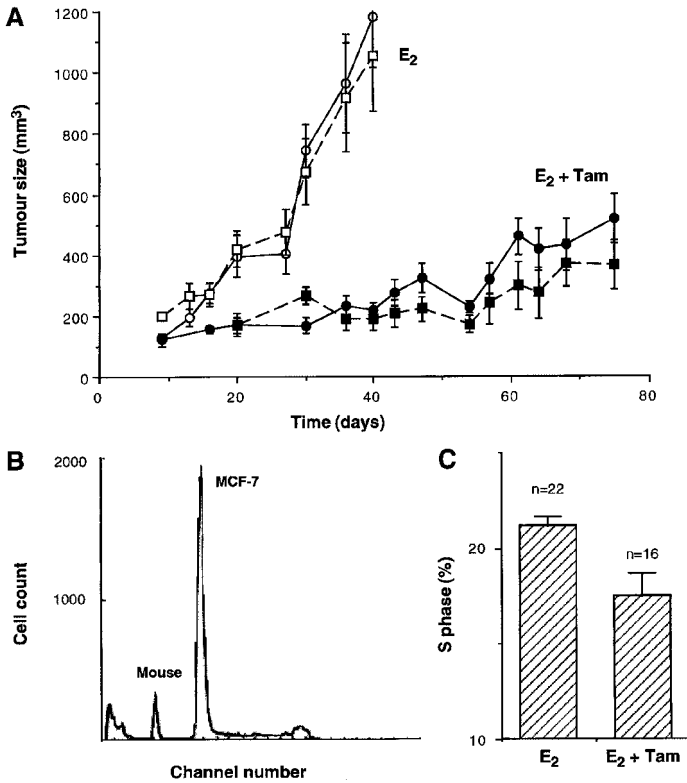 A
1200
1000
800
600
400
200
0
Tumour size (mm³)
E₂
E₂ + Tam
0 20 40 60 80
Time (days)
B
2000
1000
Cell count
MCF-7
Mouse
Channel number
C
20
10
S phase (%)
n=22
n=16
E₂ E₂ + Tam